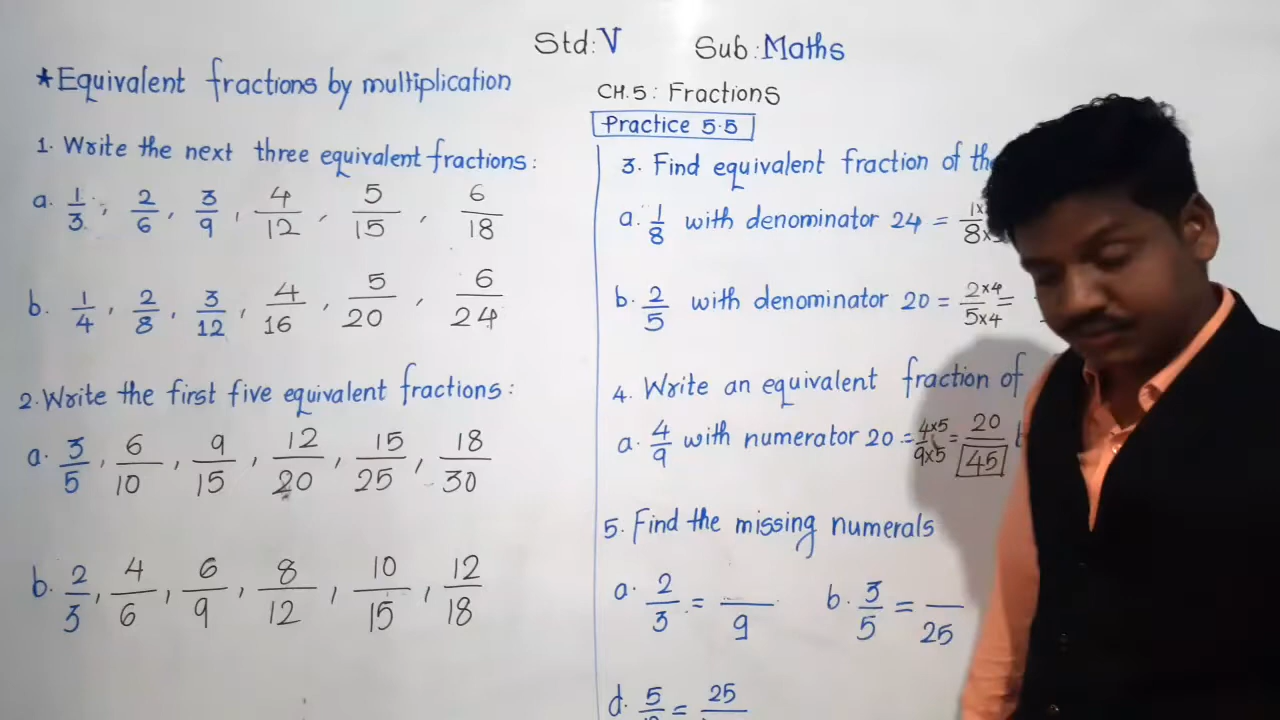 Std: V Sub: Maths
*Equivalent fractions by multiplication
CH.5: Fractions
Practice 5.5
1. Write the next three equivalent fractions:
a. 1/3, 2/6, 3/9, 4/12, 5/15, 6/18
b. 1/4, 2/8, 3/12, 4/16, 5/20, 6/24
2. Write the first five equivalent fractions:
a. 3/5, 6/10, 9/15, 12/20, 15/25, 18/30
b. 2/3, 4/6, 6/9, 8/12, 10/15, 12/18
3. Find equivalent fraction of
a. 1/8 with denominator 24 =
b. 2/5 with denominator 20 = 2×4/5×4 =
4. Write an equivalent fraction of
a. 4/9 with numerator 20 = 4×5/9×5 = 20/45
5. Find the missing numerals
a. 2/3 = __/9 b. 3/5 = __/25
d. 5/ = 25/